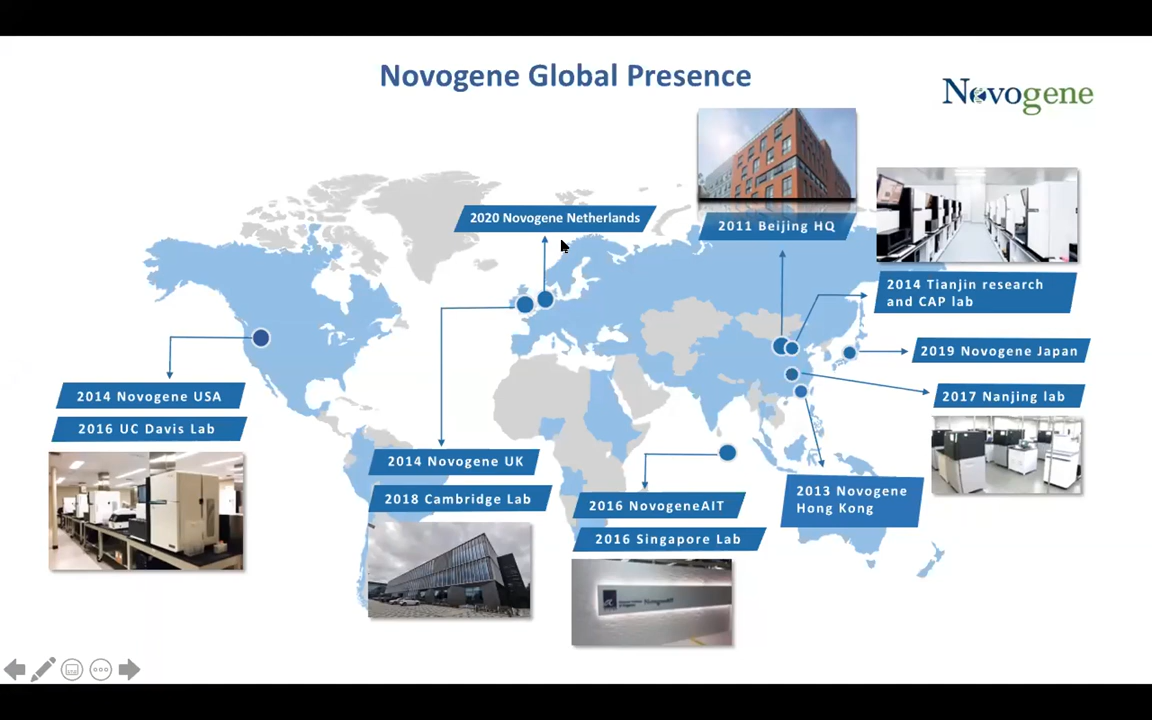 Novogene Global Presence
Novogene
2020 Novogene Netherlands
2011 Beijing HQ
2014 Tianjin research
and CAP lab
2019 Novogene Japan
2017 Nanjing lab
2014 Novogene USA
2016 UC Davis Lab
2014 Novogene UK
2018 Cambridge Lab
2016 NovogeneAIT
2016 Singapore Lab
2013 Novogene
Hong Kong